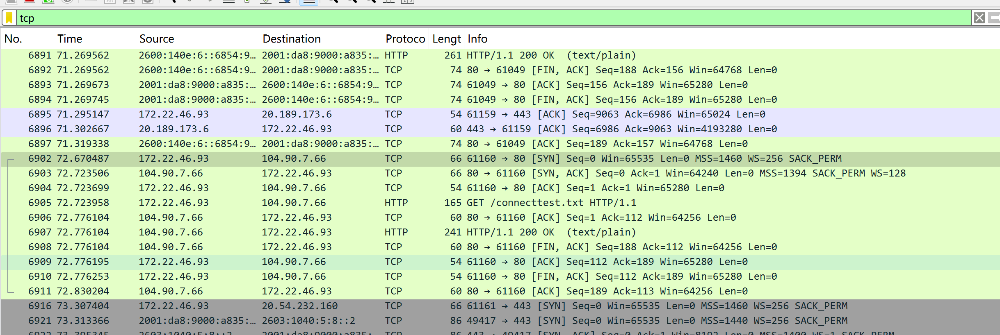 tcp
No. Time Source Destination Protoco Lengt Info
6891 71.269562 2600:140e:6::6854:9… 2001:da8:9000:a835:… HTTP 261 HTTP/1.1 200 OK (text/plain)
6892 71.269562 2600:140e:6::6854:9… 2001:da8:9000:a835:… TCP 74 80 → 61049 [FIN, ACK] Seq=188 Ack=156 Win=64768 Len=0
6893 71.269673 2001:da8:9000:a835:… 2600:140e:6::6854:9… TCP 74 61049 → 80 [ACK] Seq=156 Ack=189 Win=65280 Len=0
6894 71.269745 2001:da8:9000:a835:… 2600:140e:6::6854:9… TCP 74 61049 → 80 [FIN, ACK] Seq=156 Ack=189 Win=65280 Len=0
6895 71.295147 172.22.46.93 20.189.173.6 TCP 54 61159 → 443 [ACK] Seq=9063 Ack=6986 Win=65024 Len=0
6896 71.302667 20.189.173.6 172.22.46.93 TCP 60 443 → 61159 [ACK] Seq=6986 Ack=9063 Win=4193280 Len=0
6897 71.319338 2600:140e:6::6854:9… 2001:da8:9000:a835:… TCP 74 80 → 61049 [ACK] Seq=189 Ack=157 Win=64768 Len=0
6902 72.670487 172.22.46.93 104.90.7.66 TCP 66 61160 → 80 [SYN] Seq=0 Win=65535 Len=0 MSS=1460 WS=256 SACK_PERM
6903 72.723506 104.90.7.66 172.22.46.93 TCP 66 80 → 61160 [SYN, ACK] Seq=0 Ack=1 Win=64240 Len=0 MSS=1394 SACK_PERM WS=128
6904 72.723699 172.22.46.93 104.90.7.66 TCP 54 61160 → 80 [ACK] Seq=1 Ack=1 Win=65280 Len=0
6905 72.723958 172.22.46.93 104.90.7.66 HTTP 165 GET /connecttest.txt HTTP/1.1
6906 72.776104 104.90.7.66 172.22.46.93 TCP 60 80 → 61160 [ACK] Seq=1 Ack=112 Win=64256 Len=0
6907 72.776104 104.90.7.66 172.22.46.93 HTTP 241 HTTP/1.1 200 OK (text/plain)
6908 72.776104 104.90.7.66 172.22.46.93 TCP 60 80 → 61160 [FIN, ACK] Seq=188 Ack=112 Win=64256 Len=0
6909 72.776195 172.22.46.93 104.90.7.66 TCP 54 61160 → 80 [ACK] Seq=112 Ack=189 Win=65280 Len=0
6910 72.776253 172.22.46.93 104.90.7.66 TCP 54 61160 → 80 [FIN, ACK] Seq=112 Ack=189 Win=65280 Len=0
6911 72.830204 104.90.7.66 172.22.46.93 TCP 60 80 → 61160 [ACK] Seq=189 Ack=113 Win=64256 Len=0
6916 73.307404 172.22.46.93 20.54.232.160 TCP 66 61161 → 443 [SYN] Seq=0 Win=65535 Len=0 MSS=1460 WS=256 SACK_PERM
6921 73.313366 2001:da8:9000:a835:… 2603:1040:5:8::2 TCP 86 49417 → 443 [SYN] Seq=0 Win=65535 Len=0 MSS=1440 WS=256 SACK_PERM
6922 73.395345 2603:1040:5:8::2 2001:da8:9000:a835:… TCP 86 443 → 49417 [SYN, ACK] Seq=0 Ack=1 Win=8192 Len=0 MSS=1400 WS=1 SACK_PERM